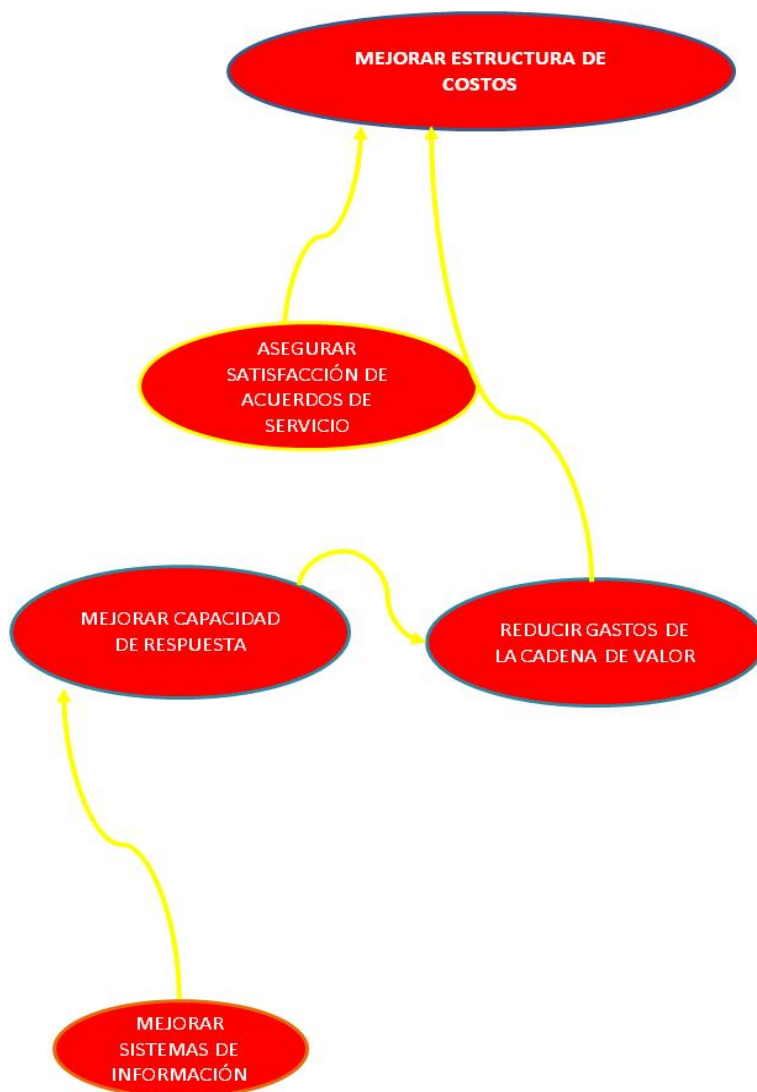 MEJORAR ESTRUCTURA DE
COSTOS
ASEGURAR
SATISFACCIÓN DE
ACUERDOS DE
SERVICIO
MEJORAR CAPACIDAD
DE RESPUESTA
REDUCIR GASTOS DE
LA CADENA DE VALOR
MEJORAR
SISTEMAS DE
INFORMACIÓN